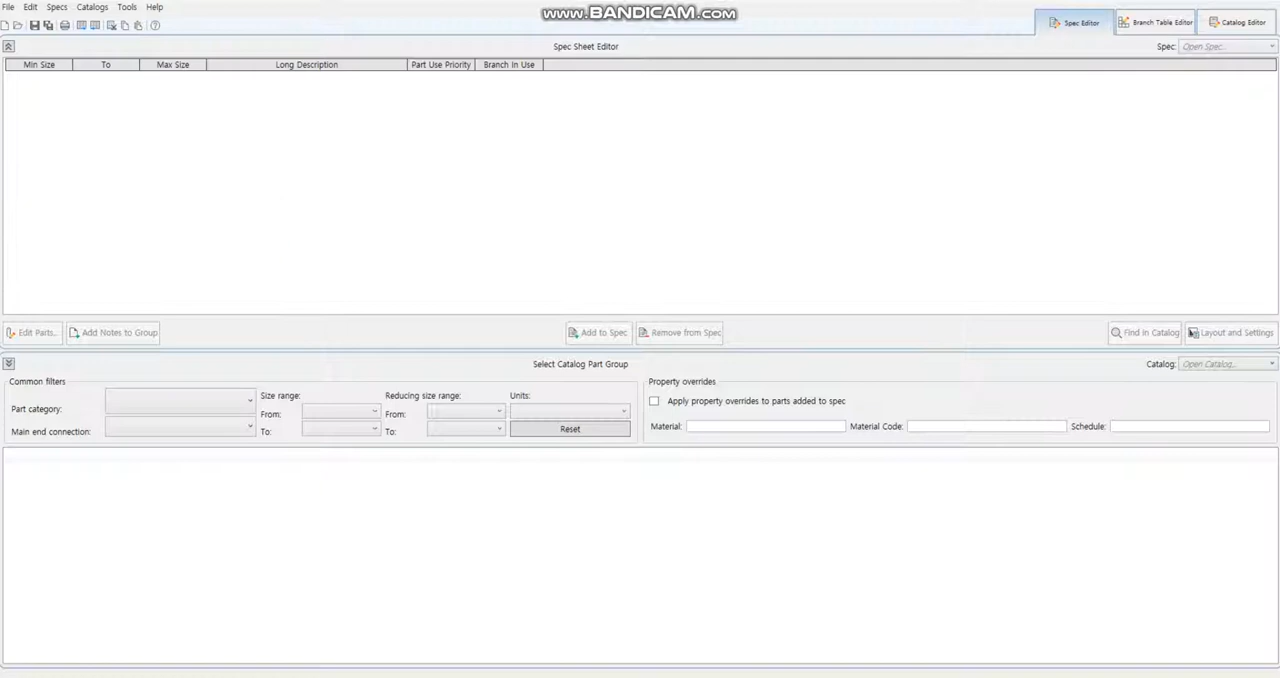 File Edit Specs Catalogs Tools Help
www.BANDICAM.com
Spec Editor Branch Table Editor Catalog Editor
Spec Sheet Editor Spec: Open Spec...
Min Size To Max Size Long Description Part Use Priority Branch In Use
Edit Parts... Add Notes to Group Add to Spec Remove from Spec Find in Catalog Layout and Settings
Select Catalog Part Group Catalog: Open Catalog...
Common filters Property overrides
Size range: Reducing size range: Units:
Apply property overrides to parts added to spec
Part category: From: From:
Main end connection: To: To: Reset Material: Material Code: Schedule: